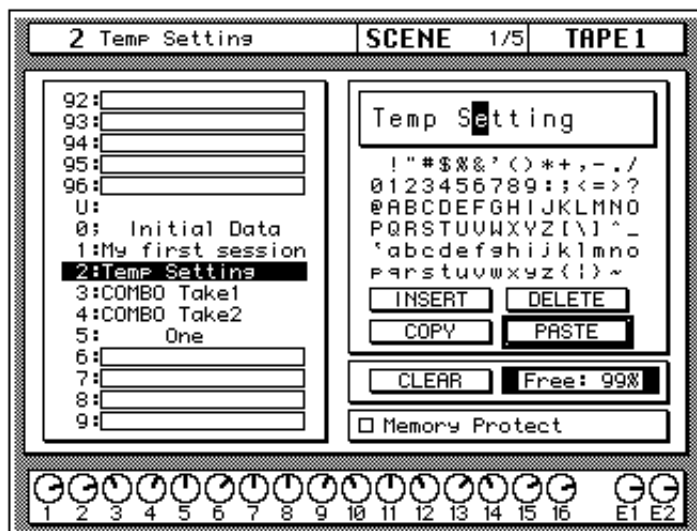 2 Temp Setting SCENE 1/5 TAPE 1
92:
93:
94:
95:
96:
U:
0; Initial Data
1:My first session
2:Temp Setting
3:COMBO Take1
4:COMBO Take2
5: One
6:
7:
8:
9:
Temp Setting
!"#$%&'()*+,-./
0123456789:;<=>?
@ABCDEFGHIJKLMNO
PQRSTUVWXYZ[\]^_
`abcdefghijklmno
pqrstuvwxyz{|}~
INSERT DELETE
COPY PASTE
CLEAR Free: 99%
Memory Protect
1 2 3 4 5 6 7 8 9 10 11 12 13 14 15 16 E1 E2